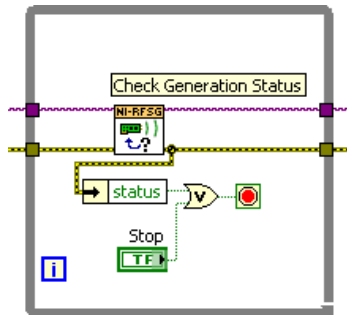 Check Generation Status
NI-RFSG
?
status
V
Stop
TF
i